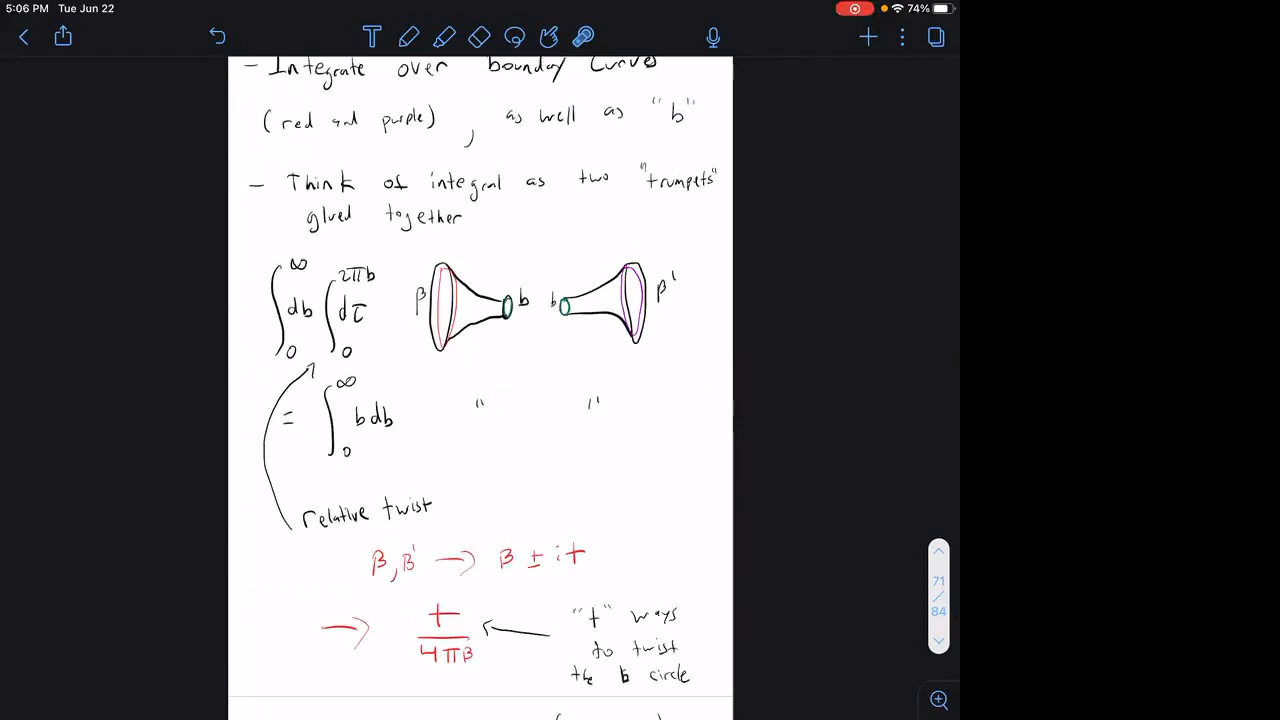 5:06 PM Tue Jun 22
74%
- Integrate over boundary Curves
(red and purple), as well as "b"
- Think of integral as two "trumpets"
glued together
∫₀^∞ db ∫₀^{2πb} dτ β b b β'
= ∫₀^∞ b db " "
relative twist
β, β' → β ± it
→ t/4πβ ← "t" ways
to twist
the b circle
71
/
84